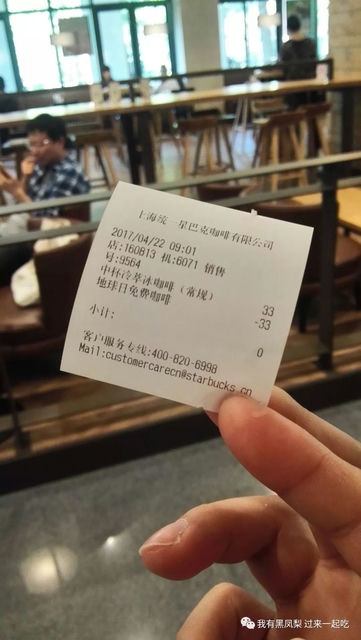 上海统一星巴克咖啡有限公司
2017/04/22 09:01
店:160813 机:6071 销售
号:9564
中杯冷萃冰咖啡（常规） 33
地球日免费咖啡 -33
小计: 0
客户服务专线:400-820-6998
Mail:customercarecn@starbucks.cn
我有黑凤梨 过来一起吃